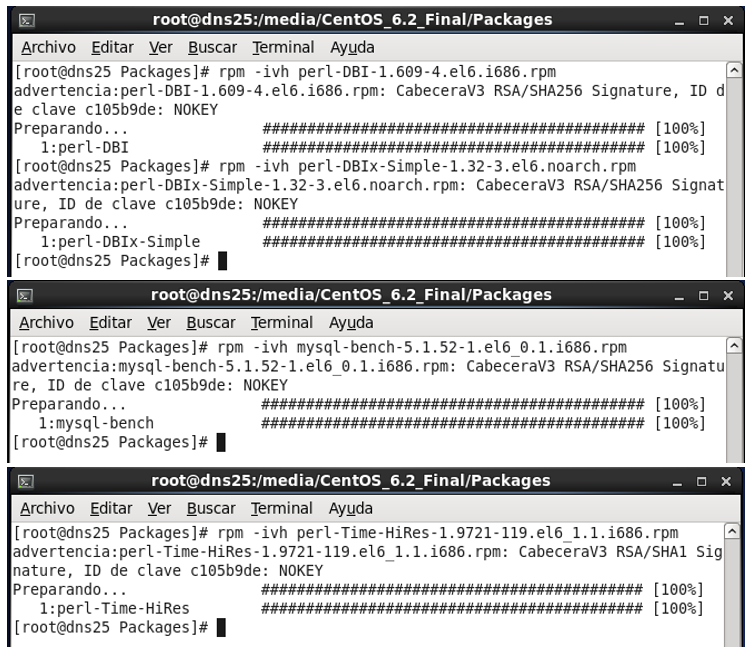 root@dns25:/media/CentOS_6.2_Final/Packages
Archivo Editar Ver Buscar Terminal Ayuda
[root@dns25 Packages]# rpm -ivh perl-DBI-1.609-4.el6.i686.rpm
advertencia:perl-DBI-1.609-4.el6.i686.rpm: CabeceraV3 RSA/SHA256 Signature, ID d
e clave c105b9de: NOKEY
Preparando... ########################################### [100%]
1:perl-DBI ########################################### [100%]
[root@dns25 Packages]# rpm -ivh perl-DBIx-Simple-1.32-3.el6.noarch.rpm
advertencia:perl-DBIx-Simple-1.32-3.el6.noarch.rpm: CabeceraV3 RSA/SHA256 Signat
ure, ID de clave c105b9de: NOKEY
Preparando... ########################################### [100%]
1:perl-DBIx-Simple ########################################### [100%]
[root@dns25 Packages]#
root@dns25:/media/CentOS_6.2_Final/Packages
Archivo Editar Ver Buscar Terminal Ayuda
[root@dns25 Packages]# rpm -ivh mysql-bench-5.1.52-1.el6_0.1.i686.rpm
advertencia:mysql-bench-5.1.52-1.el6_0.1.i686.rpm: CabeceraV3 RSA/SHA256 Signatu
re, ID de clave c105b9de: NOKEY
Preparando... ########################################### [100%]
1:mysql-bench ########################################### [100%]
[root@dns25 Packages]#
root@dns25:/media/CentOS_6.2_Final/Packages
Archivo Editar Ver Buscar Terminal Ayuda
[root@dns25 Packages]# rpm -ivh perl-Time-HiRes-1.9721-119.el6_1.1.i686.rpm
advertencia:perl-Time-HiRes-1.9721-119.el6_1.1.i686.rpm: CabeceraV3 RSA/SHA1 Sig
nature, ID de clave c105b9de: NOKEY
Preparando... ########################################### [100%]
1:perl-Time-HiRes ########################################### [100%]
[root@dns25 Packages]#